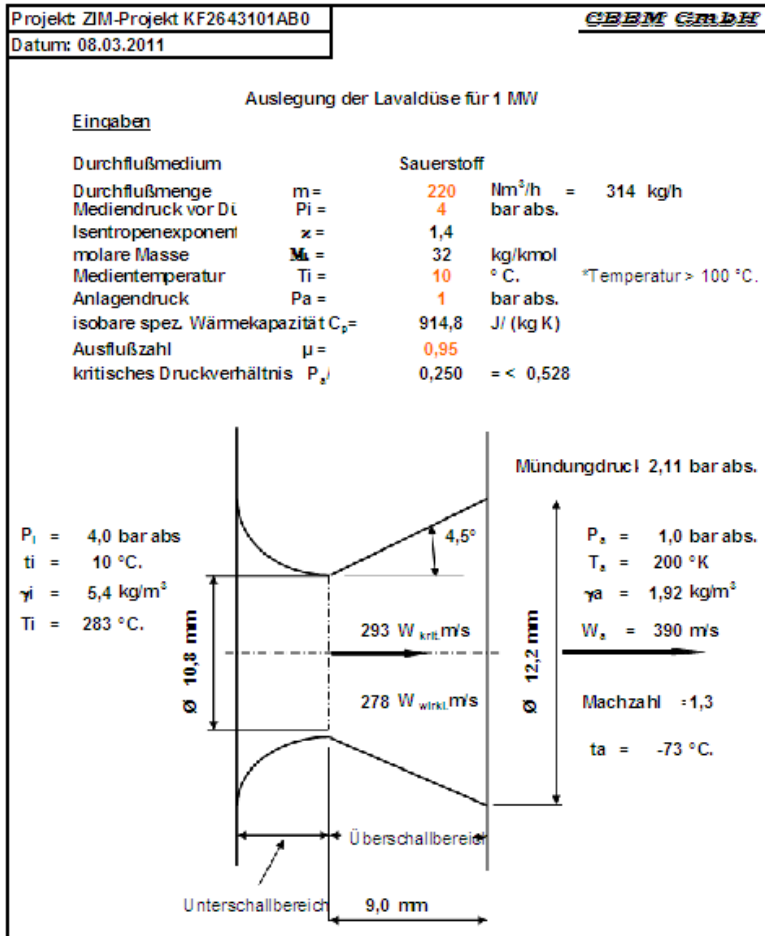 Projekt: ZIM-Projekt KF2643101AB0
CEEM GmbH
Datum: 08.03.2011
Auslegung der Lavaldüse für 1 MW
Eingaben
Durchflußmedium Sauerstoff
Durchflußmenge m = 220 Nm³/h = 314 kg/h
Mediendruck vor Dü Pi = 4 bar abs.
Isentropenexponent ϰ = 1,4
molare Masse = 32 kg/kmol
Medientemperatur Ti = 10 ° C. *Temperatur > 100 °C.
Anlagendruck Pa = 1 bar abs.
isobare spez. Wärmekapazität Cp= 914,8 J/ (kg K)
Ausflußzahl μ = 0,95
kritisches Druckverhältnis Pa/ 0,250 = < 0,528
Mündungdruck 2,11 bar abs.
Pi = 4,0 bar abs
ti = 10 °C.
γi = 5,4 kg/m³
Ti = 283 °C.
4,5°
Pa = 1,0 bar abs.
Ta = 200 °K
γa = 1,92 kg/m³
Wa = 390 m/s
Ø 10,8 mm
293 W krit. m/s
278 W wirkl. m/s
Ø 12,2 mm
Machzahl =1,3
ta = -73 °C.
Überschallbereich
Unterschallbereich
9,0 mm